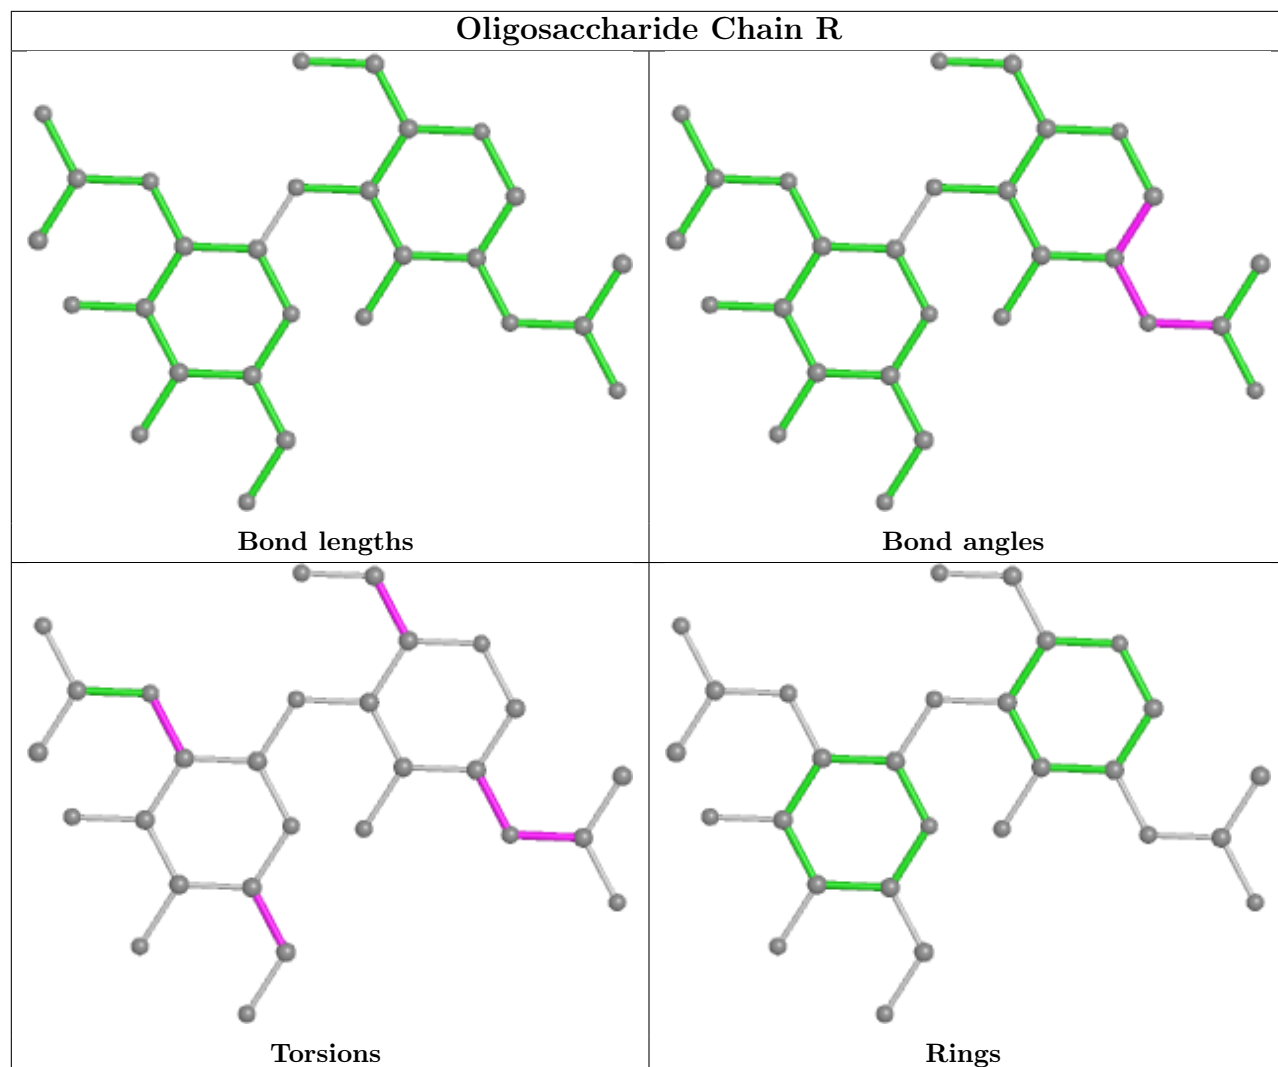 Oligosaccharide Chain R
Bond lengths
Bond angles
Torsions
Rings